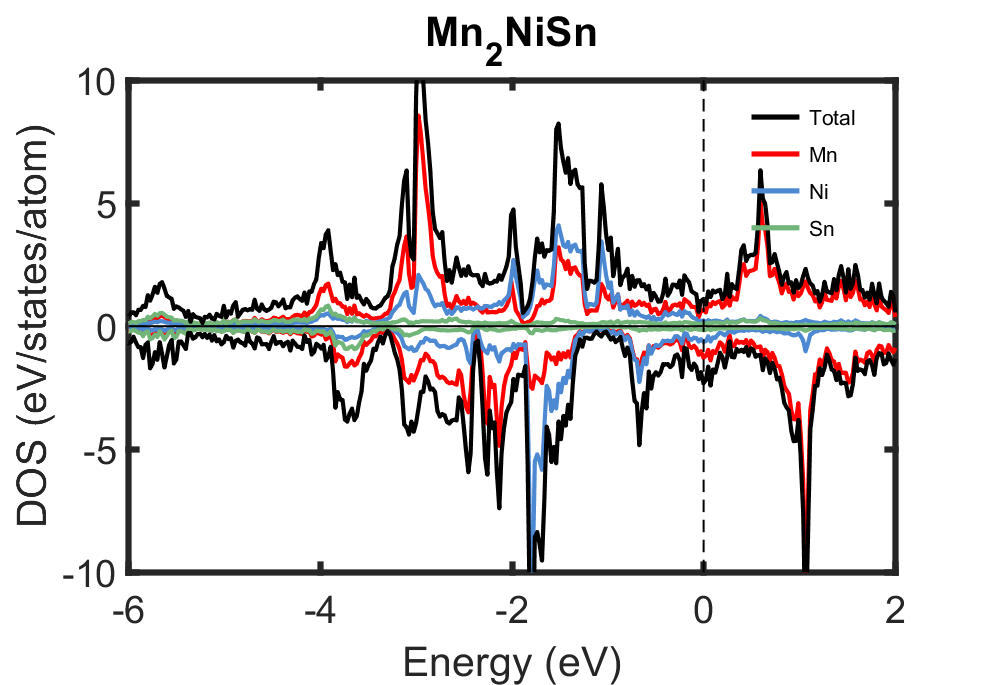 Mn2NiSn
DOS (eV/states/atom)
10
5
0
-5
-10
Total
Mn
Ni
Sn
-6 -4 -2 0 2
Energy (eV)